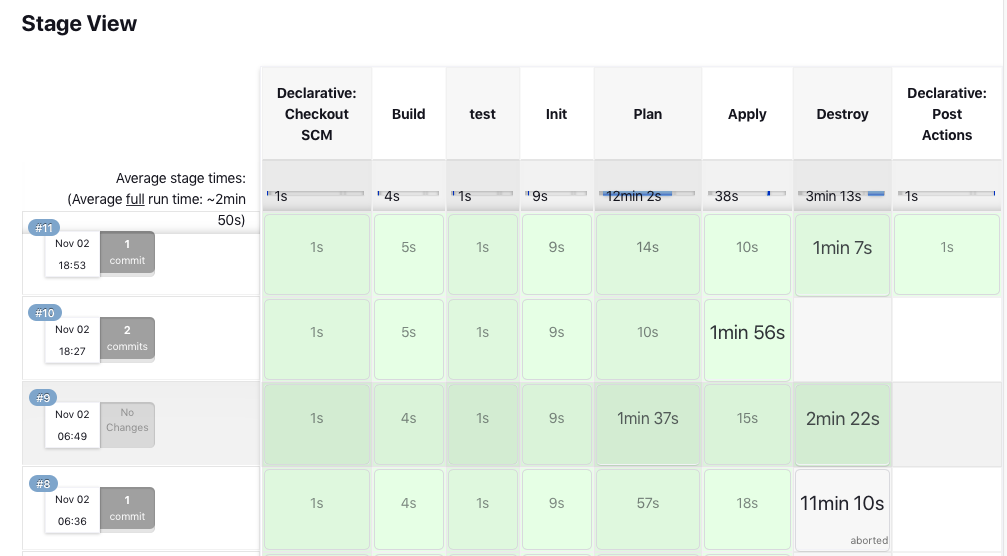 Stage View
Declarative: Checkout SCM Build test Init Plan Apply Destroy Declarative: Post Actions
Average stage times:
(Average full run time: ~2min
50s)
1s 4s 1s 9s 12min 2s 38s 3min 13s 1s
#11
Nov 02
18:53
1
commit
1s 5s 1s 9s 14s 10s 1min 7s 1s
#10
Nov 02
18:27
2
commits
1s 5s 1s 9s 10s 1min 56s
#9
Nov 02
06:49
No
Changes
1s 4s 1s 9s 1min 37s 15s 2min 22s
#8
Nov 02
06:36
1
commit
1s 4s 1s 9s 57s 18s 11min 10s
aborted